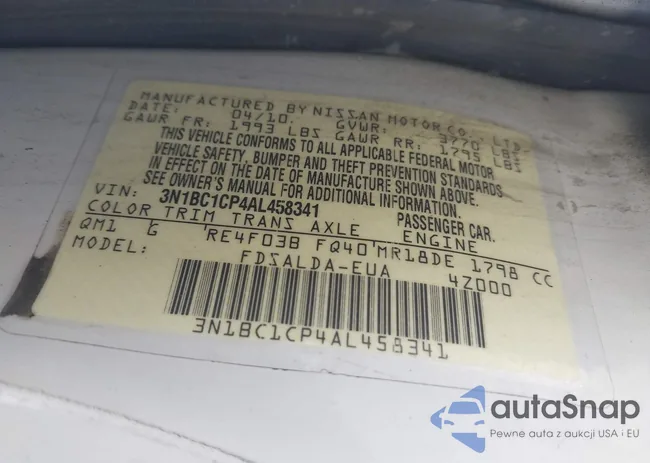 MANUFACTURED BY NISSAN MOTOR CO., LTD.
DATE: 04/10 GVWR: 3770 LBS
GAWR FR: 1993 LBS GAWR RR: 1795 LBS
THIS VEHICLE CONFORMS TO ALL APPLICABLE FEDERAL MOTOR
VEHICLE SAFETY, BUMPER AND THEFT PREVENTION STANDARDS
IN EFFECT ON THE DATE OF MANUFACTURE SHOWN ABOVE.
SEE OWNER'S MANUAL FOR ADDITIONAL INFORMATION.
VIN: 3N1BC1CP4AL458341 PASSENGER CAR.
COLOR TRIM TRANS AXLE ENGINE
QM1 G RE4F03B FQ40 MR18DE 1798 CC
MODEL: FDSALDA-EUA 4Z000
3N1BC1CP4AL458341
autaSnap
Pewne auta z aukcji USA i EU